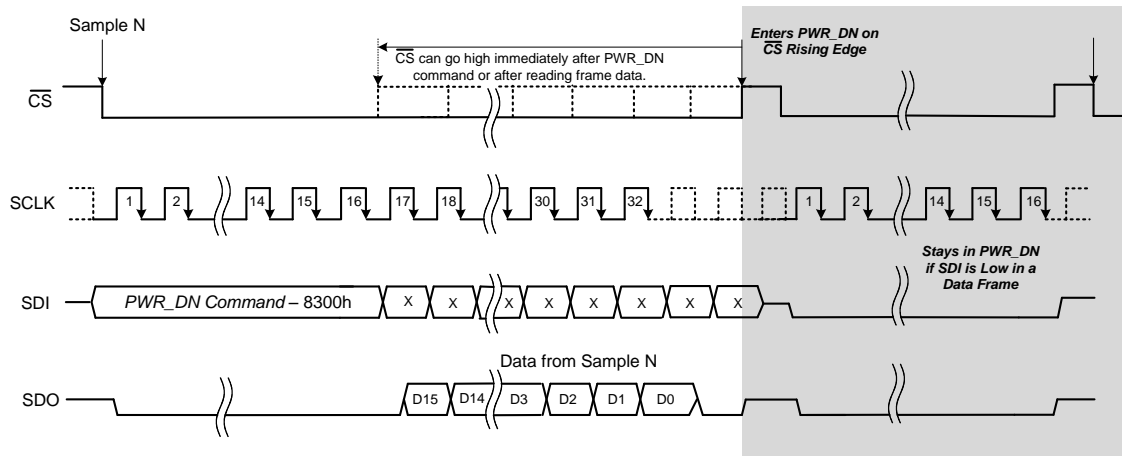 Sample N
Enters PWR_DN on
CS Rising Edge
CS can go high immediately after PWR_DN
command or after reading frame data.
CS
SCLK
1 2 14 15 16 17 18 30 31 32 1 2 14 15 16
Stays in PWR_DN
if SDI is Low in a
Data Frame
SDI
PWR_DN Command – 8300h X X X X X X X X
Data from Sample N
SDO
D15 D14 D3 D2 D1 D0